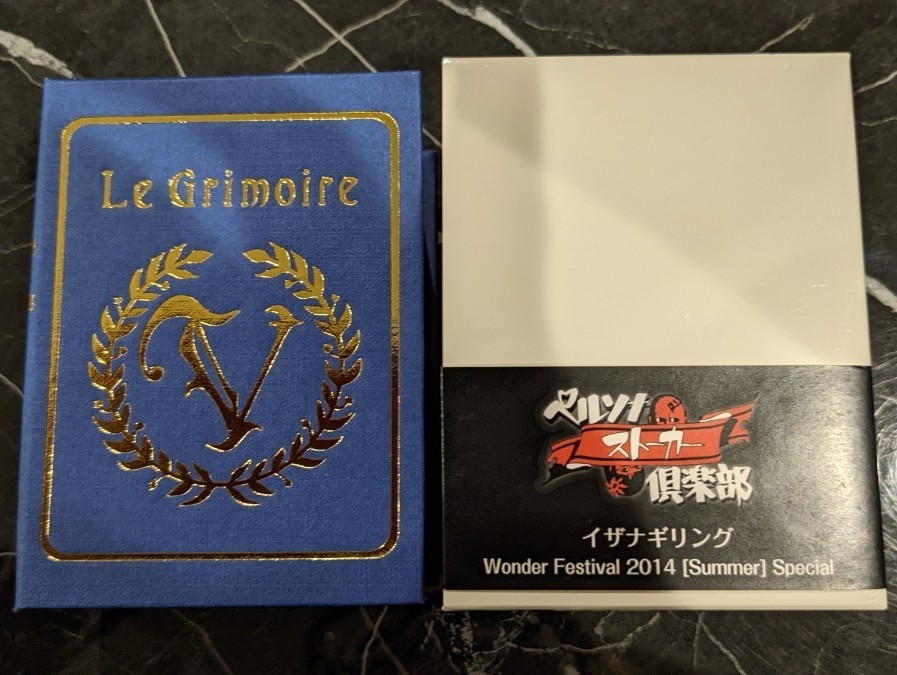 Le Grimoire
V
ペルソナ
ストーカー
倶楽部
イザナギリング
Wonder Festival 2014 [Summer] Special